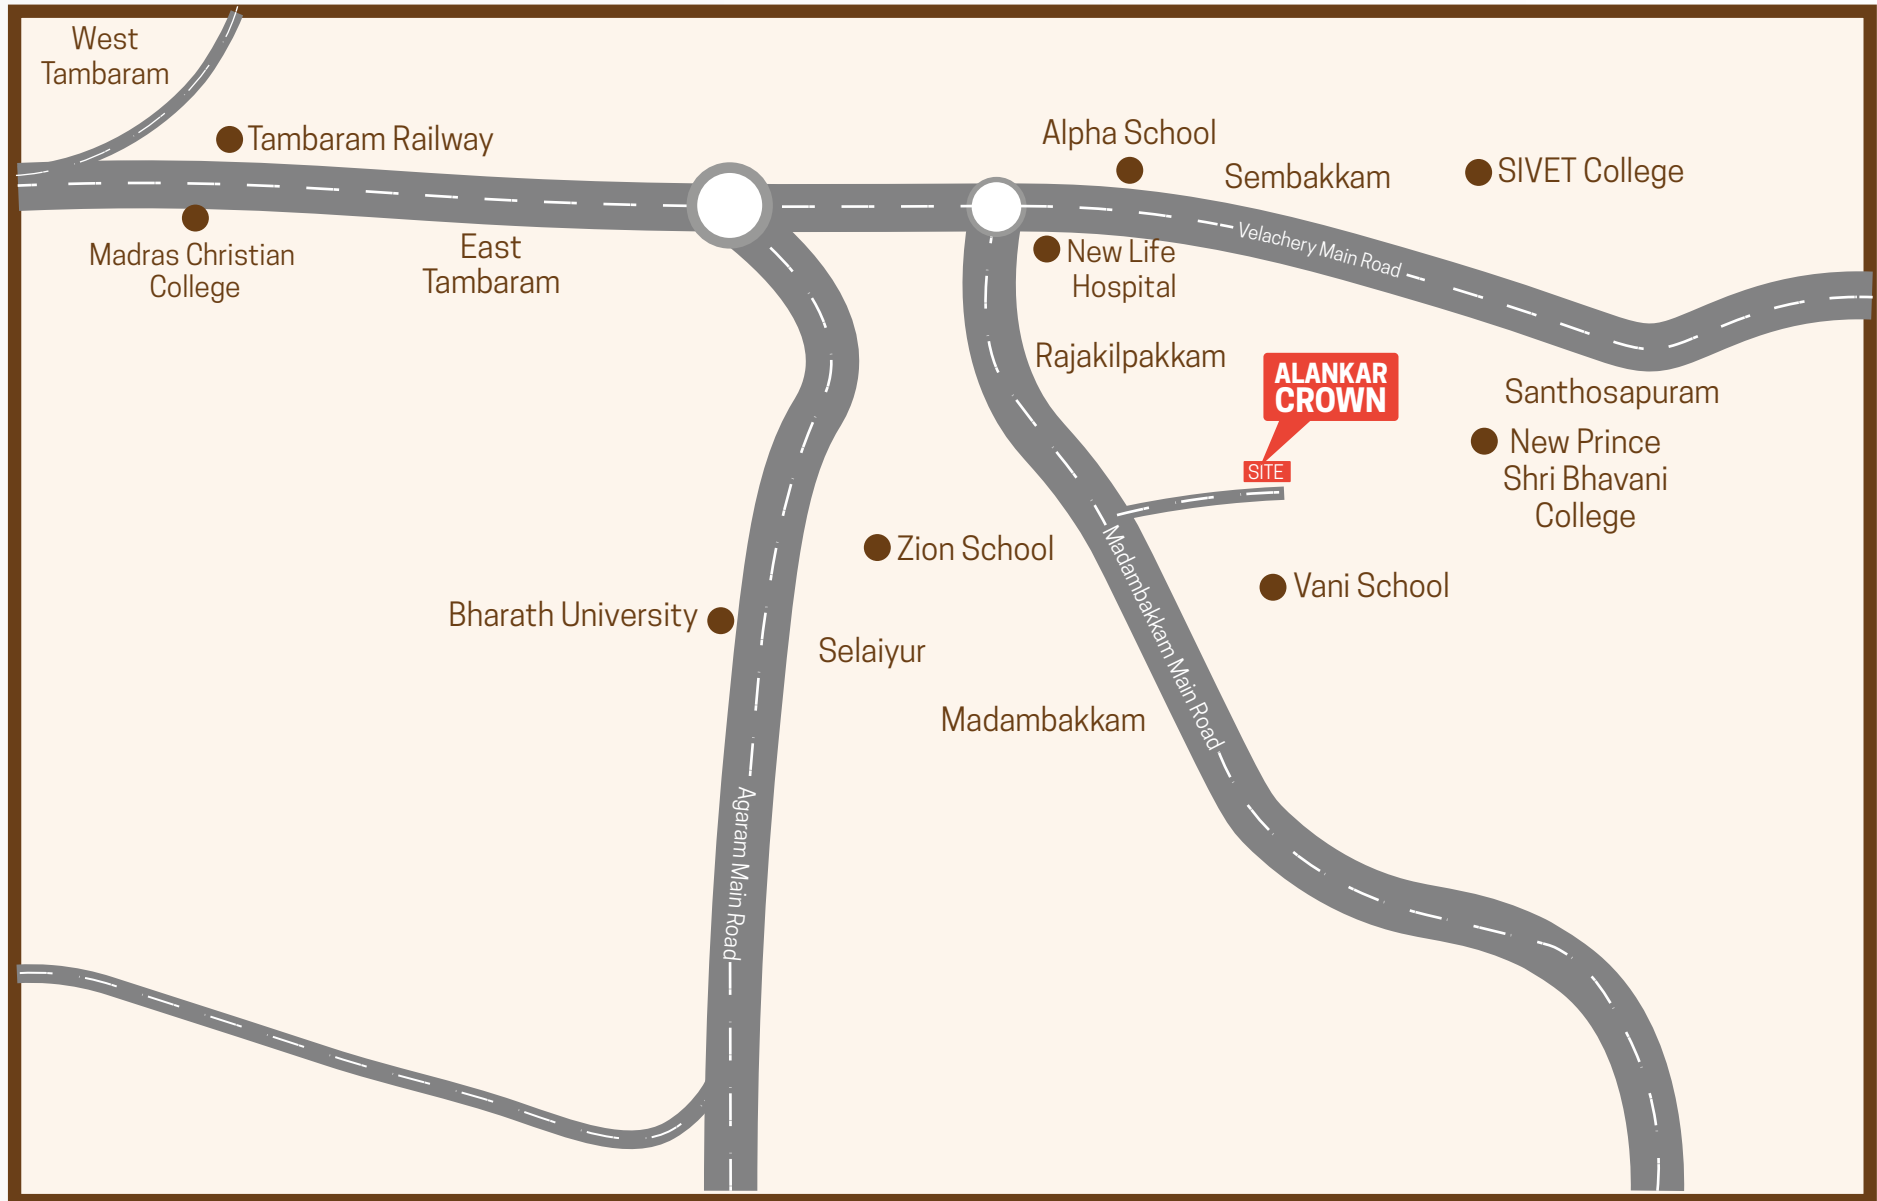 West
Tambaram
Tambaram Railway
Alpha School
Sembakkam
SIVET College
Madras Christian
College
East
Tambaram
New Life
Hospital
Velachery Main Road
Rajakilpakkam
ALANKAR
CROWN
SITE
Santhosapuram
New Prince
Shri Bhavani
College
Zion School
Vani School
Bharath University
Selaiyur
Madambakkam
Madambakkam Main Road
Agaram Main Road